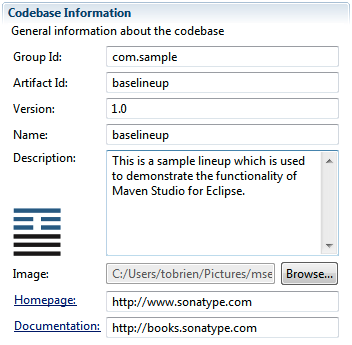 Codebase Information
General information about the codebase
Group Id: com.sample
Artifact Id: baselineup
Version: 1.0
Name: baselineup
Description: This is a sample lineup which is used
to demonstrate the functionality of
Maven Studio for Eclipse.
Image: C:/Users/tobrien/Pictures/mse Browse...
Homepage: http://www.sonatype.com
Documentation: http://books.sonatype.com